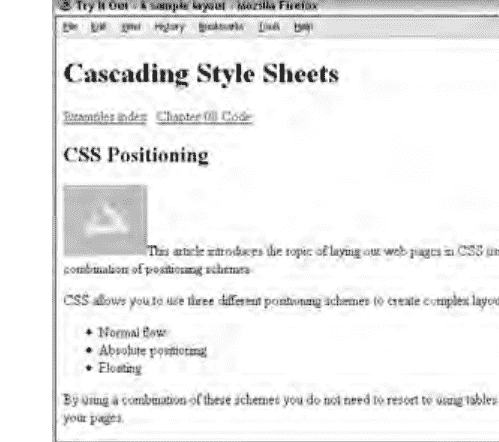 Try It Out - A sample layout - Mozilla Firefox
File Edit View History Bookmarks Tools Help
Cascading Style Sheets
Examples index Chapter 08 Code
CSS Positioning
This article introduces the topic of laying out web pages in CSS
combination of positioning schemes
CSS allows you to use three different positioning schemes to create complex layou
• Normal flow
• Absolute positioning
• Floating
By using a combination of these schemes you do not need to resort to using tables
your pages.